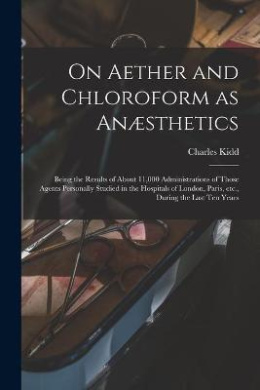 On Aether and
Chloroform as
Anæsthetics
Charles Kidd
Being the Results of About 11,000 Administrations of Those
Agents Personally Studied in the Hospitals of London, Paris, etc.,
During the Last Ten Years